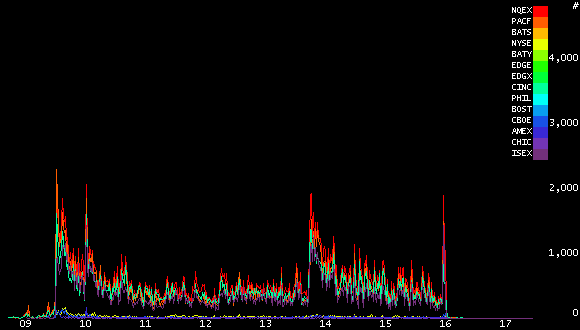 NQEX #
PACF
BATS
NYSE
BATY 4,000
EDGE
EDGX
CINC
PHIL
BOST
CBOE 3,000
AMEX
CHIC
ISEX
2,000
1,000
0
09 10 11 12 13 14 15 16 17